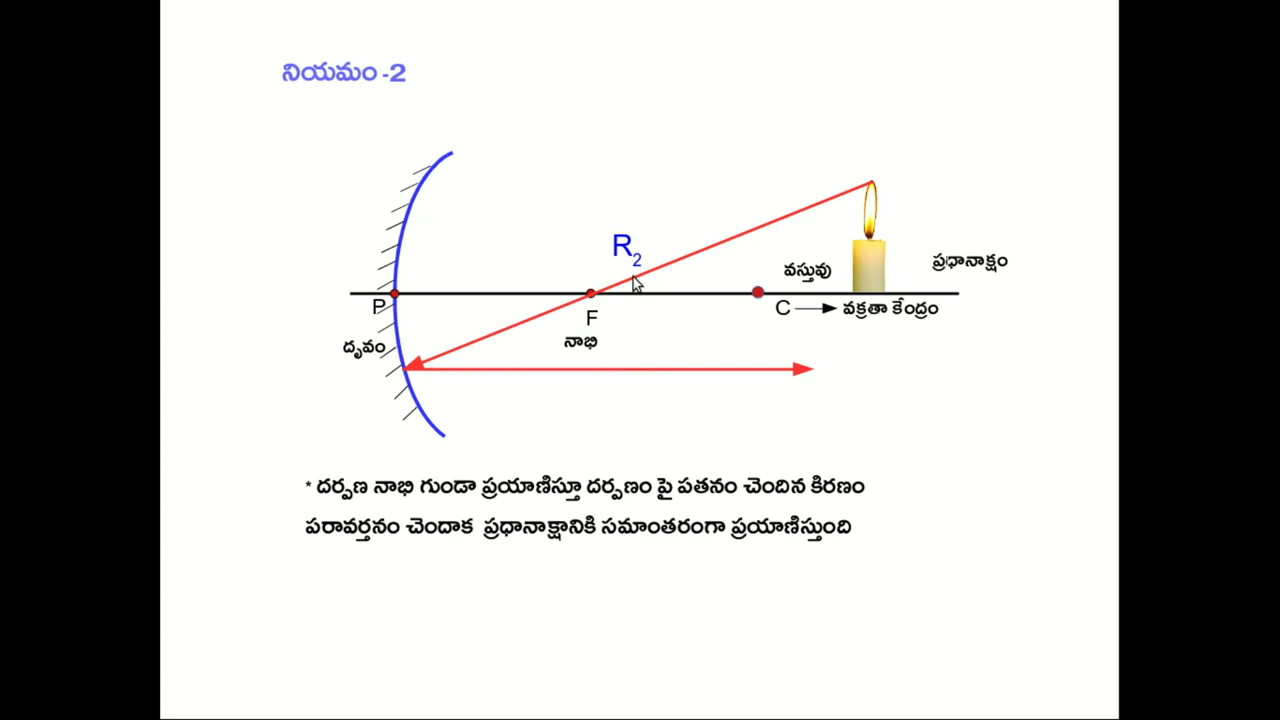 నియమం -2
R2
వస్తువు
ప్రధానాక్షం
P
F
C
వక్రతా కేంద్రం
దృవం
నాభి
* దర్పణ నాభి గుండా ప్రయాణిస్తూ దర్పణం పై పతనం చెందిన కిరణం
పరావర్తనం చెందాక ప్రధానాక్షానికి సమాంతరంగా ప్రయాణిస్తుంది